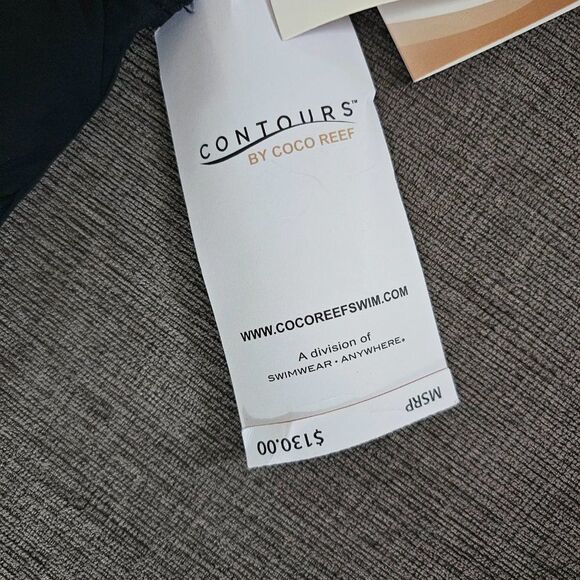 CONTOURS™
BY COCO REEF
WWW.COCOREEFSWIM.COM
A division of
SWIMWEAR • ANYWHERE®
MSRP
$130.00